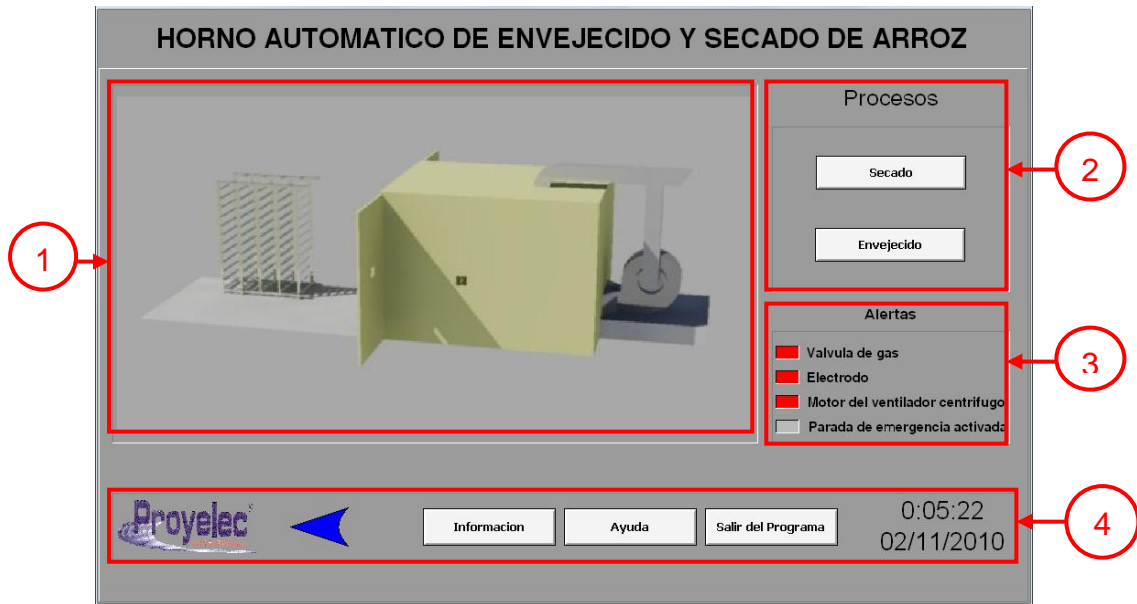 HORNO AUTOMATICO DE ENVEJECIDO Y SECADO DE ARROZ
Procesos
Secado
Envejecido
Alertas
Valvula de gas
Electrodo
Motor del ventilador centrifugo
Parada de emergencia activada
Proyelec
Informacion
Ayuda
Salir del Programa
0:05:22
02/11/2010
1
2
3
4